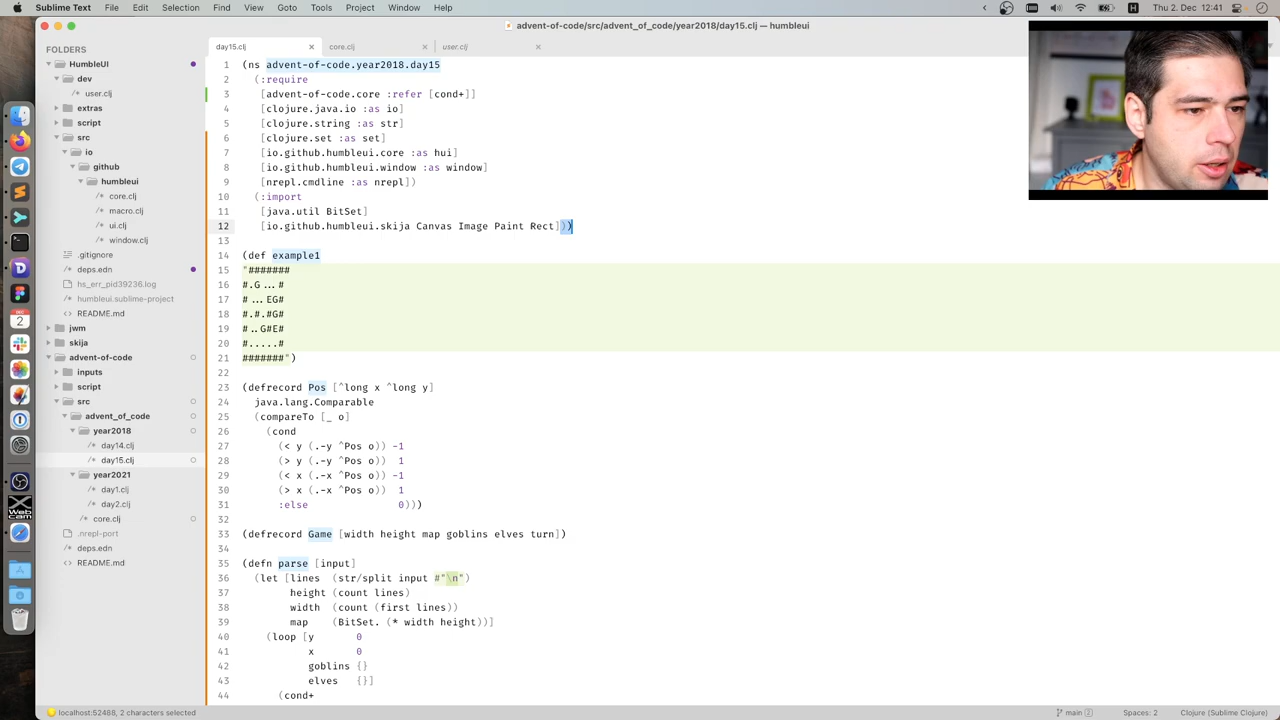 Sublime Text File Edit Selection Find View Goto Tools Project Window Help
Thu 2. Dec 12:41
advent-of-code/src/advent_of_code/year2018/day15.clj — humbleui
FOLDERS
HumbleUI
dev
/* user.clj
extras
script
src
io
github
humbleui
/* core.clj
/* macro.clj
/* ui.clj
/* window.clj
.gitignore
deps.edn
hs_err_pid39236.log
humbleui.sublime-project
<> README.md
jwm
skija
advent-of-code
inputs
script
src
advent_of_code
year2018
/* day14.clj
/* day15.clj
year2021
/* day1.clj
/* day2.clj
/* core.clj
.nrepl-port
/* deps.edn
<> README.md
day15.clj core.clj user.clj
1 (ns advent-of-code.year2018.day15
2 (:require
3 [advent-of-code.core :refer [cond+]]
4 [clojure.java.io :as io]
5 [clojure.string :as str]
6 [clojure.set :as set]
7 [io.github.humbleui.core :as hui]
8 [io.github.humbleui.window :as window]
9 [nrepl.cmdline :as nrepl])
10 (:import
11 [java.util BitSet]
12 [io.github.humbleui.skija Canvas Image Paint Rect]))
13
14 (def example1
15 "#######
16 #.G...#
17 #...EG#
18 #.#.#G#
19 #..G#E#
20 #.....#
21 #######")
22
23 (defrecord Pos [^long x ^long y]
24 java.lang.Comparable
25 (compareTo [_ o]
26 (cond
27 (< y (.-y ^Pos o)) -1
28 (> y (.-y ^Pos o)) 1
29 (< x (.-x ^Pos o)) -1
30 (> x (.-x ^Pos o)) 1
31 :else 0)))
32
33 (defrecord Game [width height map goblins elves turn])
34
35 (defn parse [input]
36 (let [lines (str/split input #"\n")
37 height (count lines)
38 width (count (first lines))
39 map (BitSet. (* width height))]
40 (loop [y 0
41 x 0
42 goblins {}
43 elves {}]
44 (cond+
localhost:52488, 2 characters selected
main 2
Spaces: 2
Clojure (Sublime Clojure)